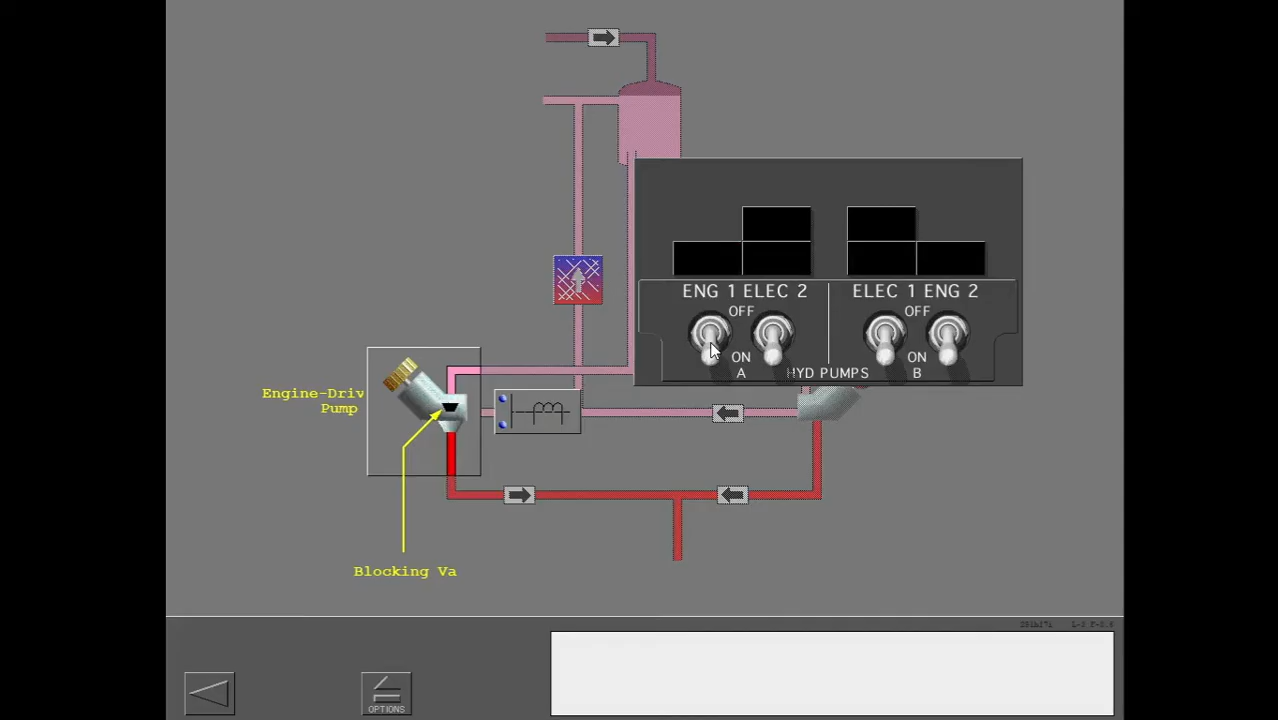 ENG 1 ELEC 2
ELEC 1 ENG 2
OFF
OFF
ON
ON
A
HYD PUMPS
B
Engine-Driv
Pump
Blocking Va
OPTIONS